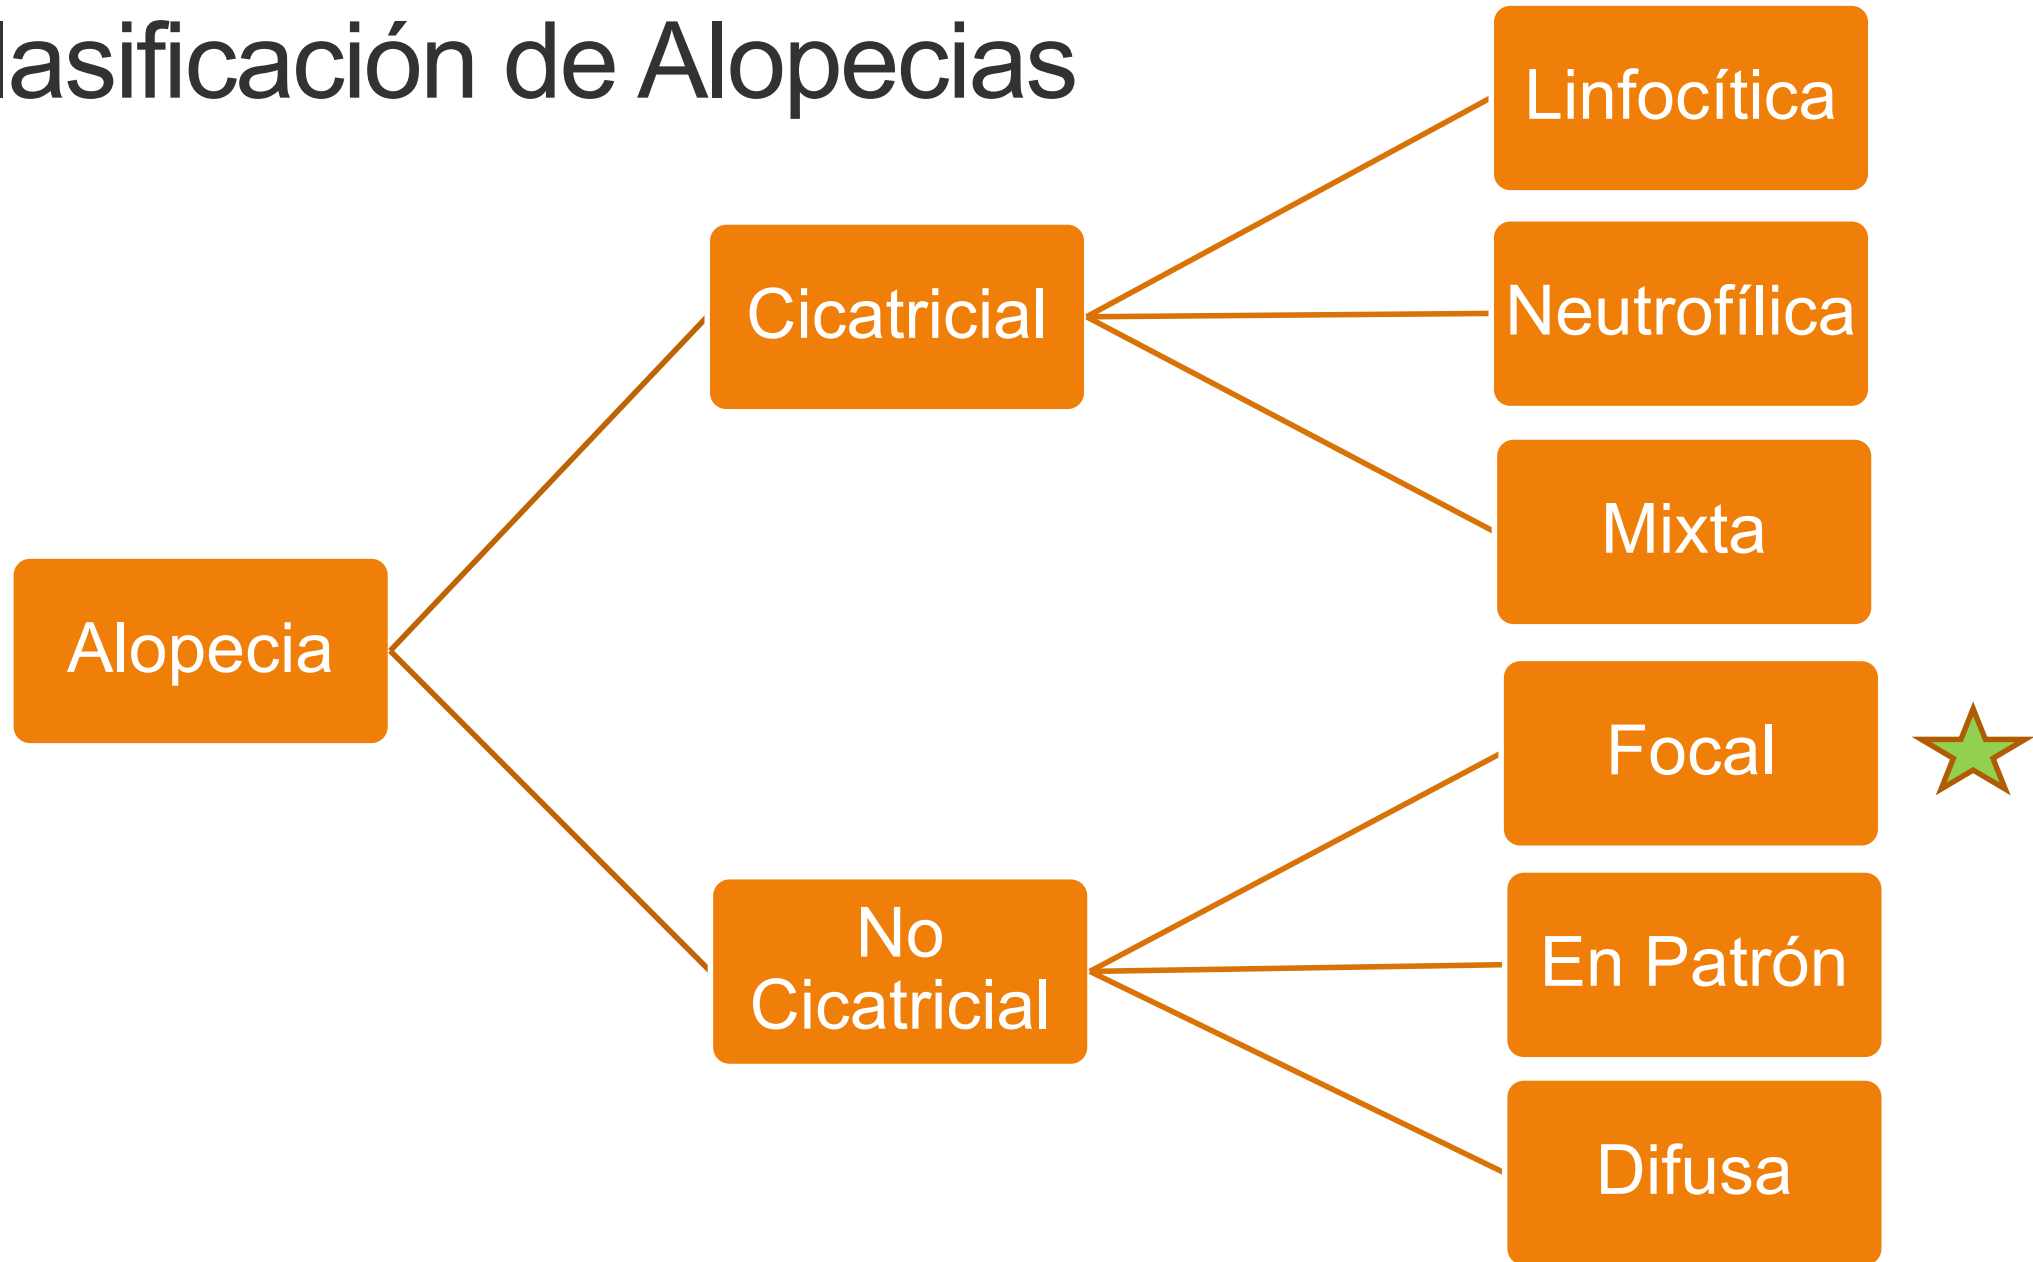 lasificación de Alopecias
Linfocítica
Neutrofílica
Cicatricial
Mixta
Alopecia
Focal
No
Cicatricial
En Patrón
Difusa